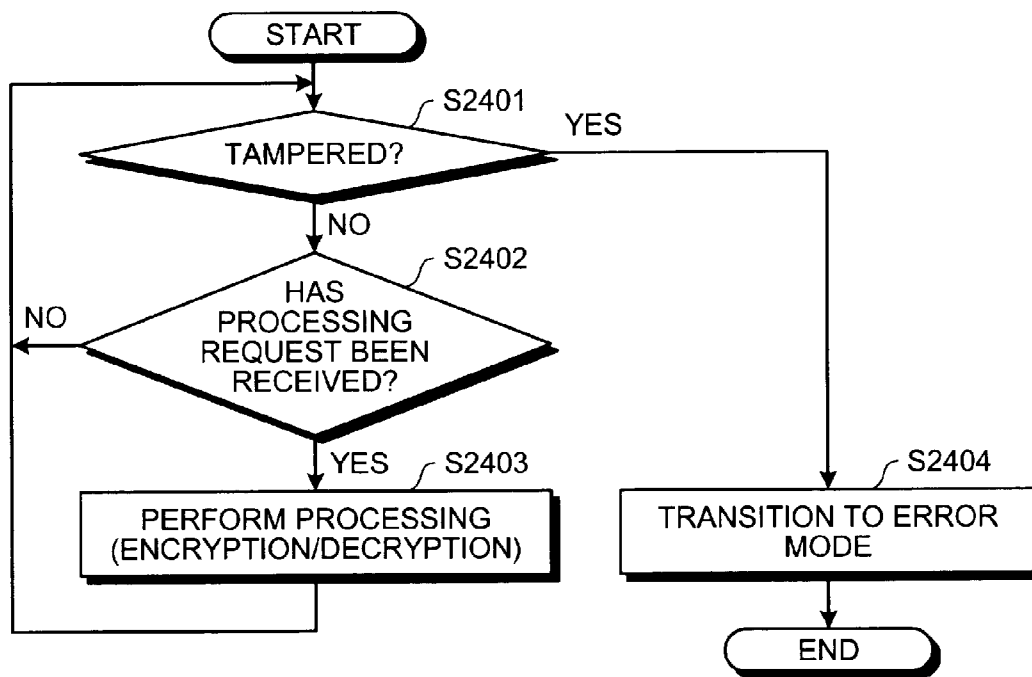 START
S2401
YES
TAMPERED?
NO
S2402
HAS
PROCESSING
REQUEST BEEN
RECEIVED?
NO
YES
S2403
PERFORM PROCESSING
(ENCRYPTION/DECRYPTION)
S2404
TRANSITION TO ERROR
MODE
END